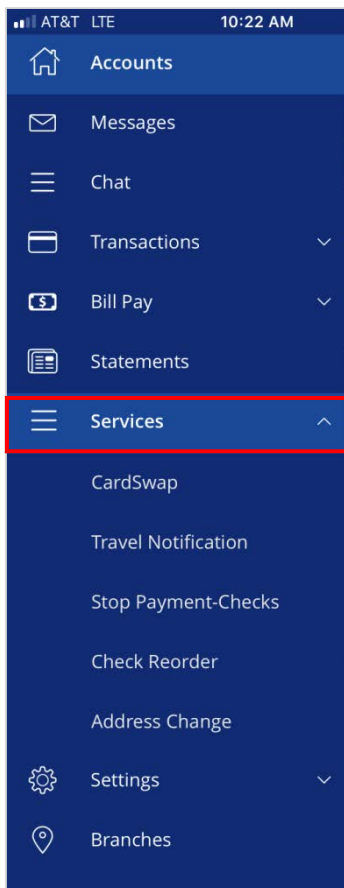 AT&T LTE 10:22 AM
Accounts
Messages
Chat
Transactions
Bill Pay
Statements
Services
CardSwap
Travel Notification
Stop Payment-Checks
Check Reorder
Address Change
Settings
Branches